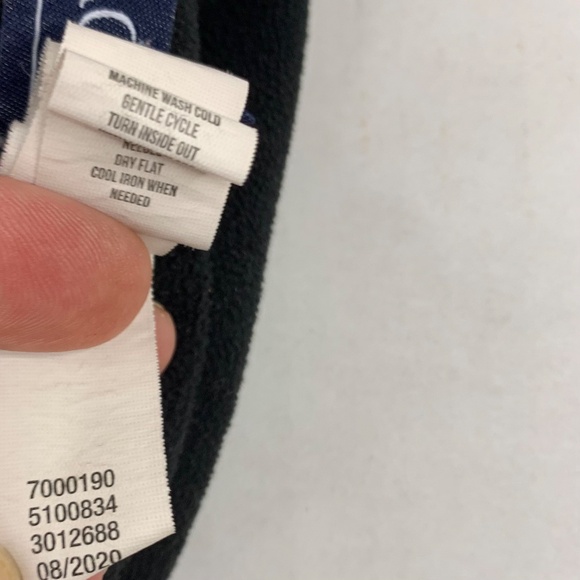 MACHINE WASH COLD
GENTLE CYCLE
TURN INSIDE OUT
NEEDED
DRY FLAT
COOL IRON WHEN
NEEDED
7000190
5100834
3012688
08/2020